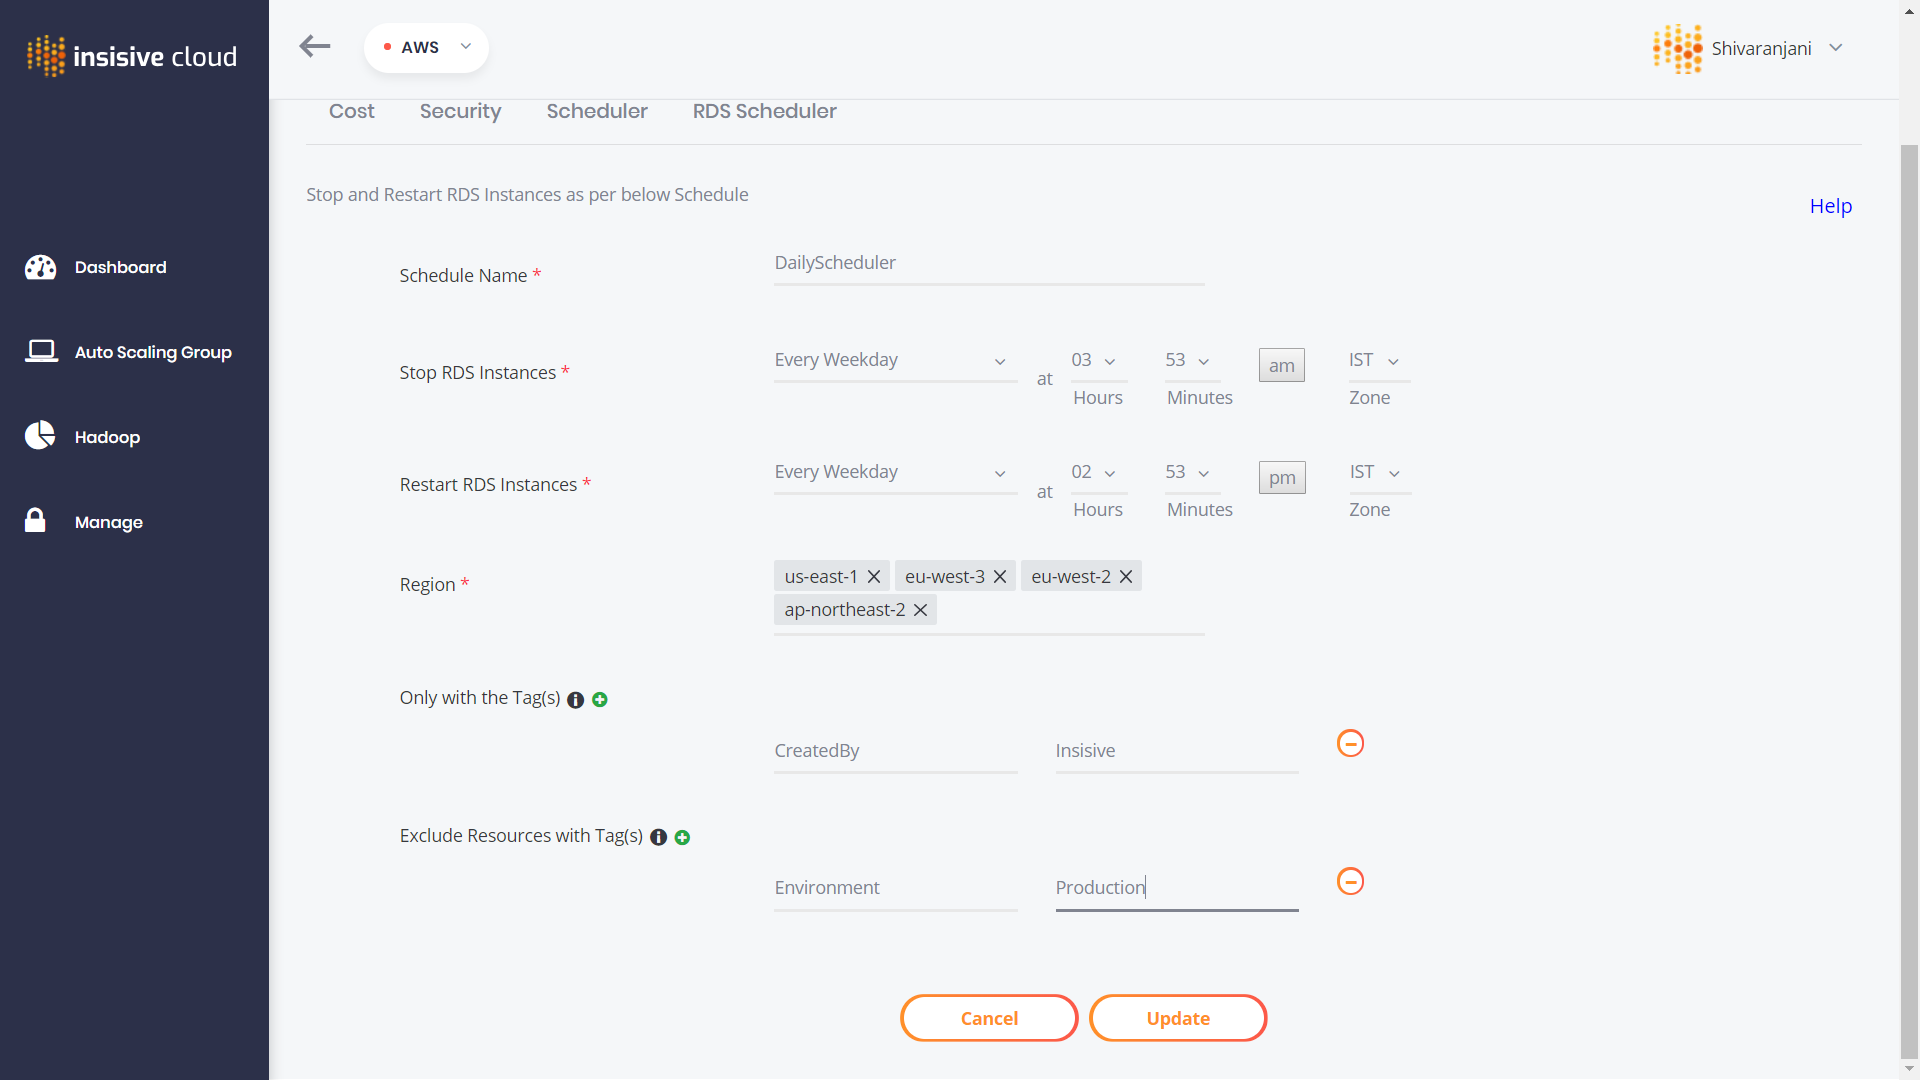 insisive cloud
AWS
Shivaranjani
Cost Security Scheduler RDS Scheduler
Stop and Restart RDS Instances as per below Schedule
Help
Dashboard
Auto Scaling Group
Hadoop
Manage
Schedule Name *
DailyScheduler
Stop RDS Instances *
Every Weekday at 03 53 am IST
Hours Minutes Zone
Restart RDS Instances *
Every Weekday at 02 53 pm IST
Hours Minutes Zone
Region *
us-east-1 eu-west-3 eu-west-2
ap-northeast-2
Only with the Tag(s)
CreatedBy Insisive
Exclude Resources with Tag(s)
Environment Production
Cancel Update